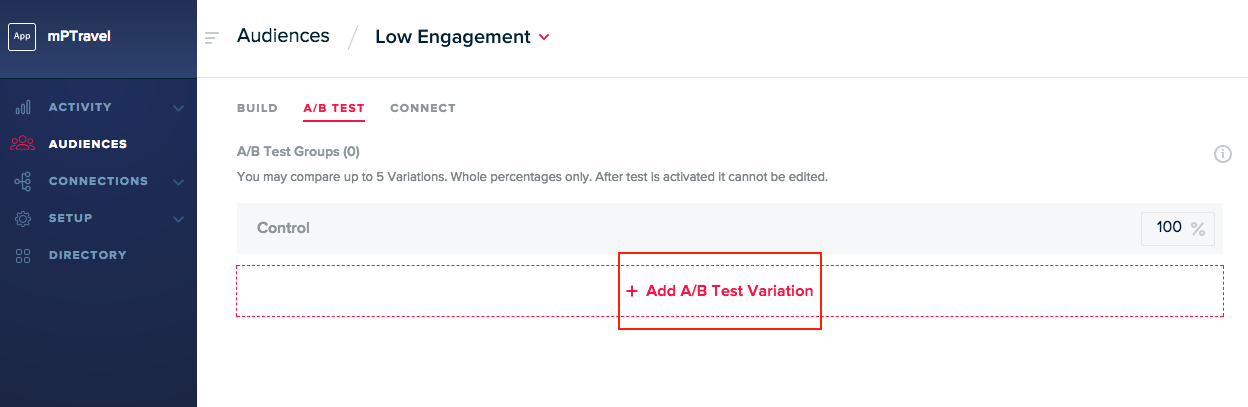 App mPTravel
ACTIVITY
AUDIENCES
CONNECTIONS
SETUP
DIRECTORY
Audiences / Low Engagement
BUILD A/B TEST CONNECT
A/B Test Groups (0)
You may compare up to 5 Variations. Whole percentages only. After test is activated it cannot be edited.
Control 100 %
+ Add A/B Test Variation